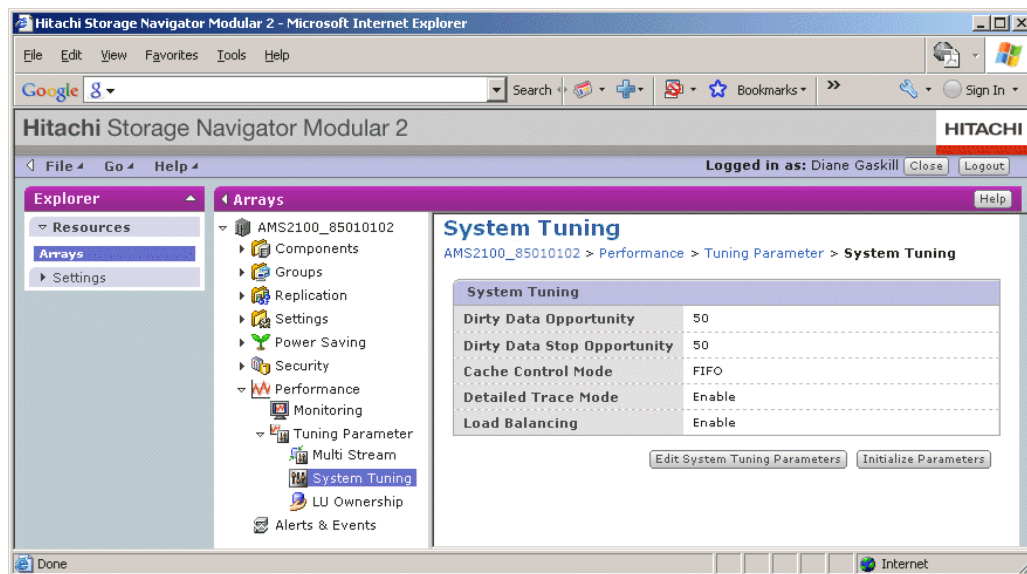 Hitachi Storage Navigator Modular 2 - Microsoft Internet Explorer
File Edit View Favorites Tools Help
Google Search Bookmarks Sign In
Hitachi Storage Navigator Modular 2 HITACHI
File Go Help Logged in as: Diane Gaskill Close Logout
Explorer
Resources
Arrays
Settings
Arrays Help
AMS2100_85010102
Components
Groups
Replication
Settings
Power Saving
Security
Performance
Monitoring
Tuning Parameter
Multi Stream
System Tuning
LU Ownership
Alerts & Events
System Tuning
AMS2100_85010102 > Performance > Tuning Parameter > System Tuning
System Tuning
Dirty Data Opportunity 50
Dirty Data Stop Opportunity 50
Cache Control Mode FIFO
Detailed Trace Mode Enable
Load Balancing Enable
Edit System Tuning Parameters Initialize Parameters
Done Internet